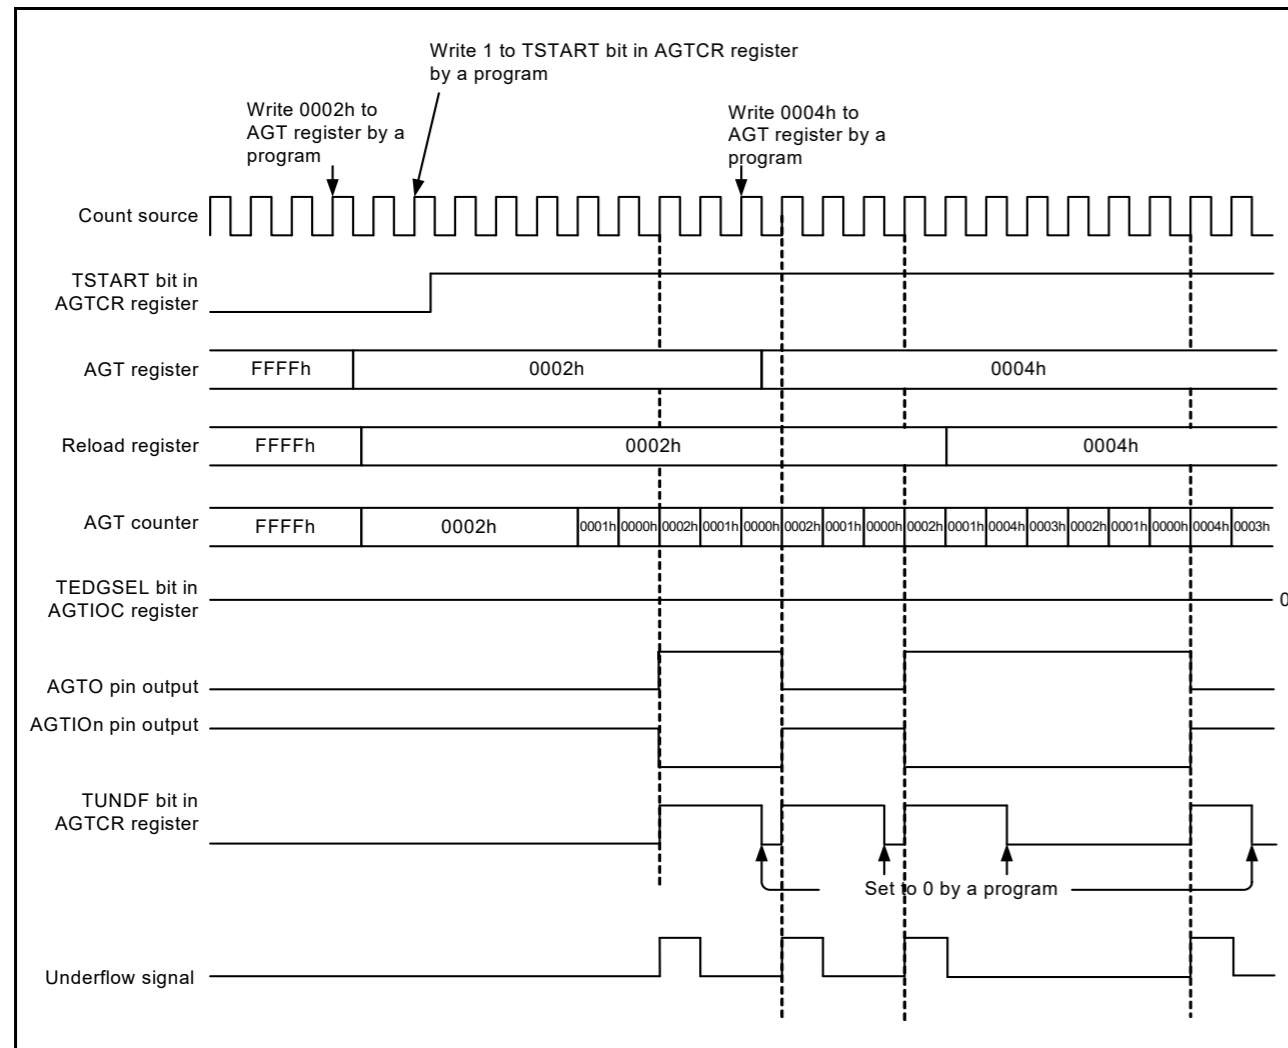 Write 1 to TSTART bit in AGTCR register
by a program
Write 0002h to
AGT register by a
program
Write 0004h to
AGT register by a
program
Count source
TSTART bit in
AGTCR register
AGT register
FFFFh 0002h 0004h
Reload register
FFFFh 0002h 0004h
AGT counter
FFFFh 0002h 0001h 0000h 0002h 0001h 0000h 0002h 0001h 0000h 0002h 0001h 0004h 0003h 0002h 0001h 0000h 0004h 0003h
TEDGSEL bit in
AGTIOC register
0
AGTO pin output
AGTIOn pin output
TUNDF bit in
AGTCR register
Set to 0 by a program
Underflow signal